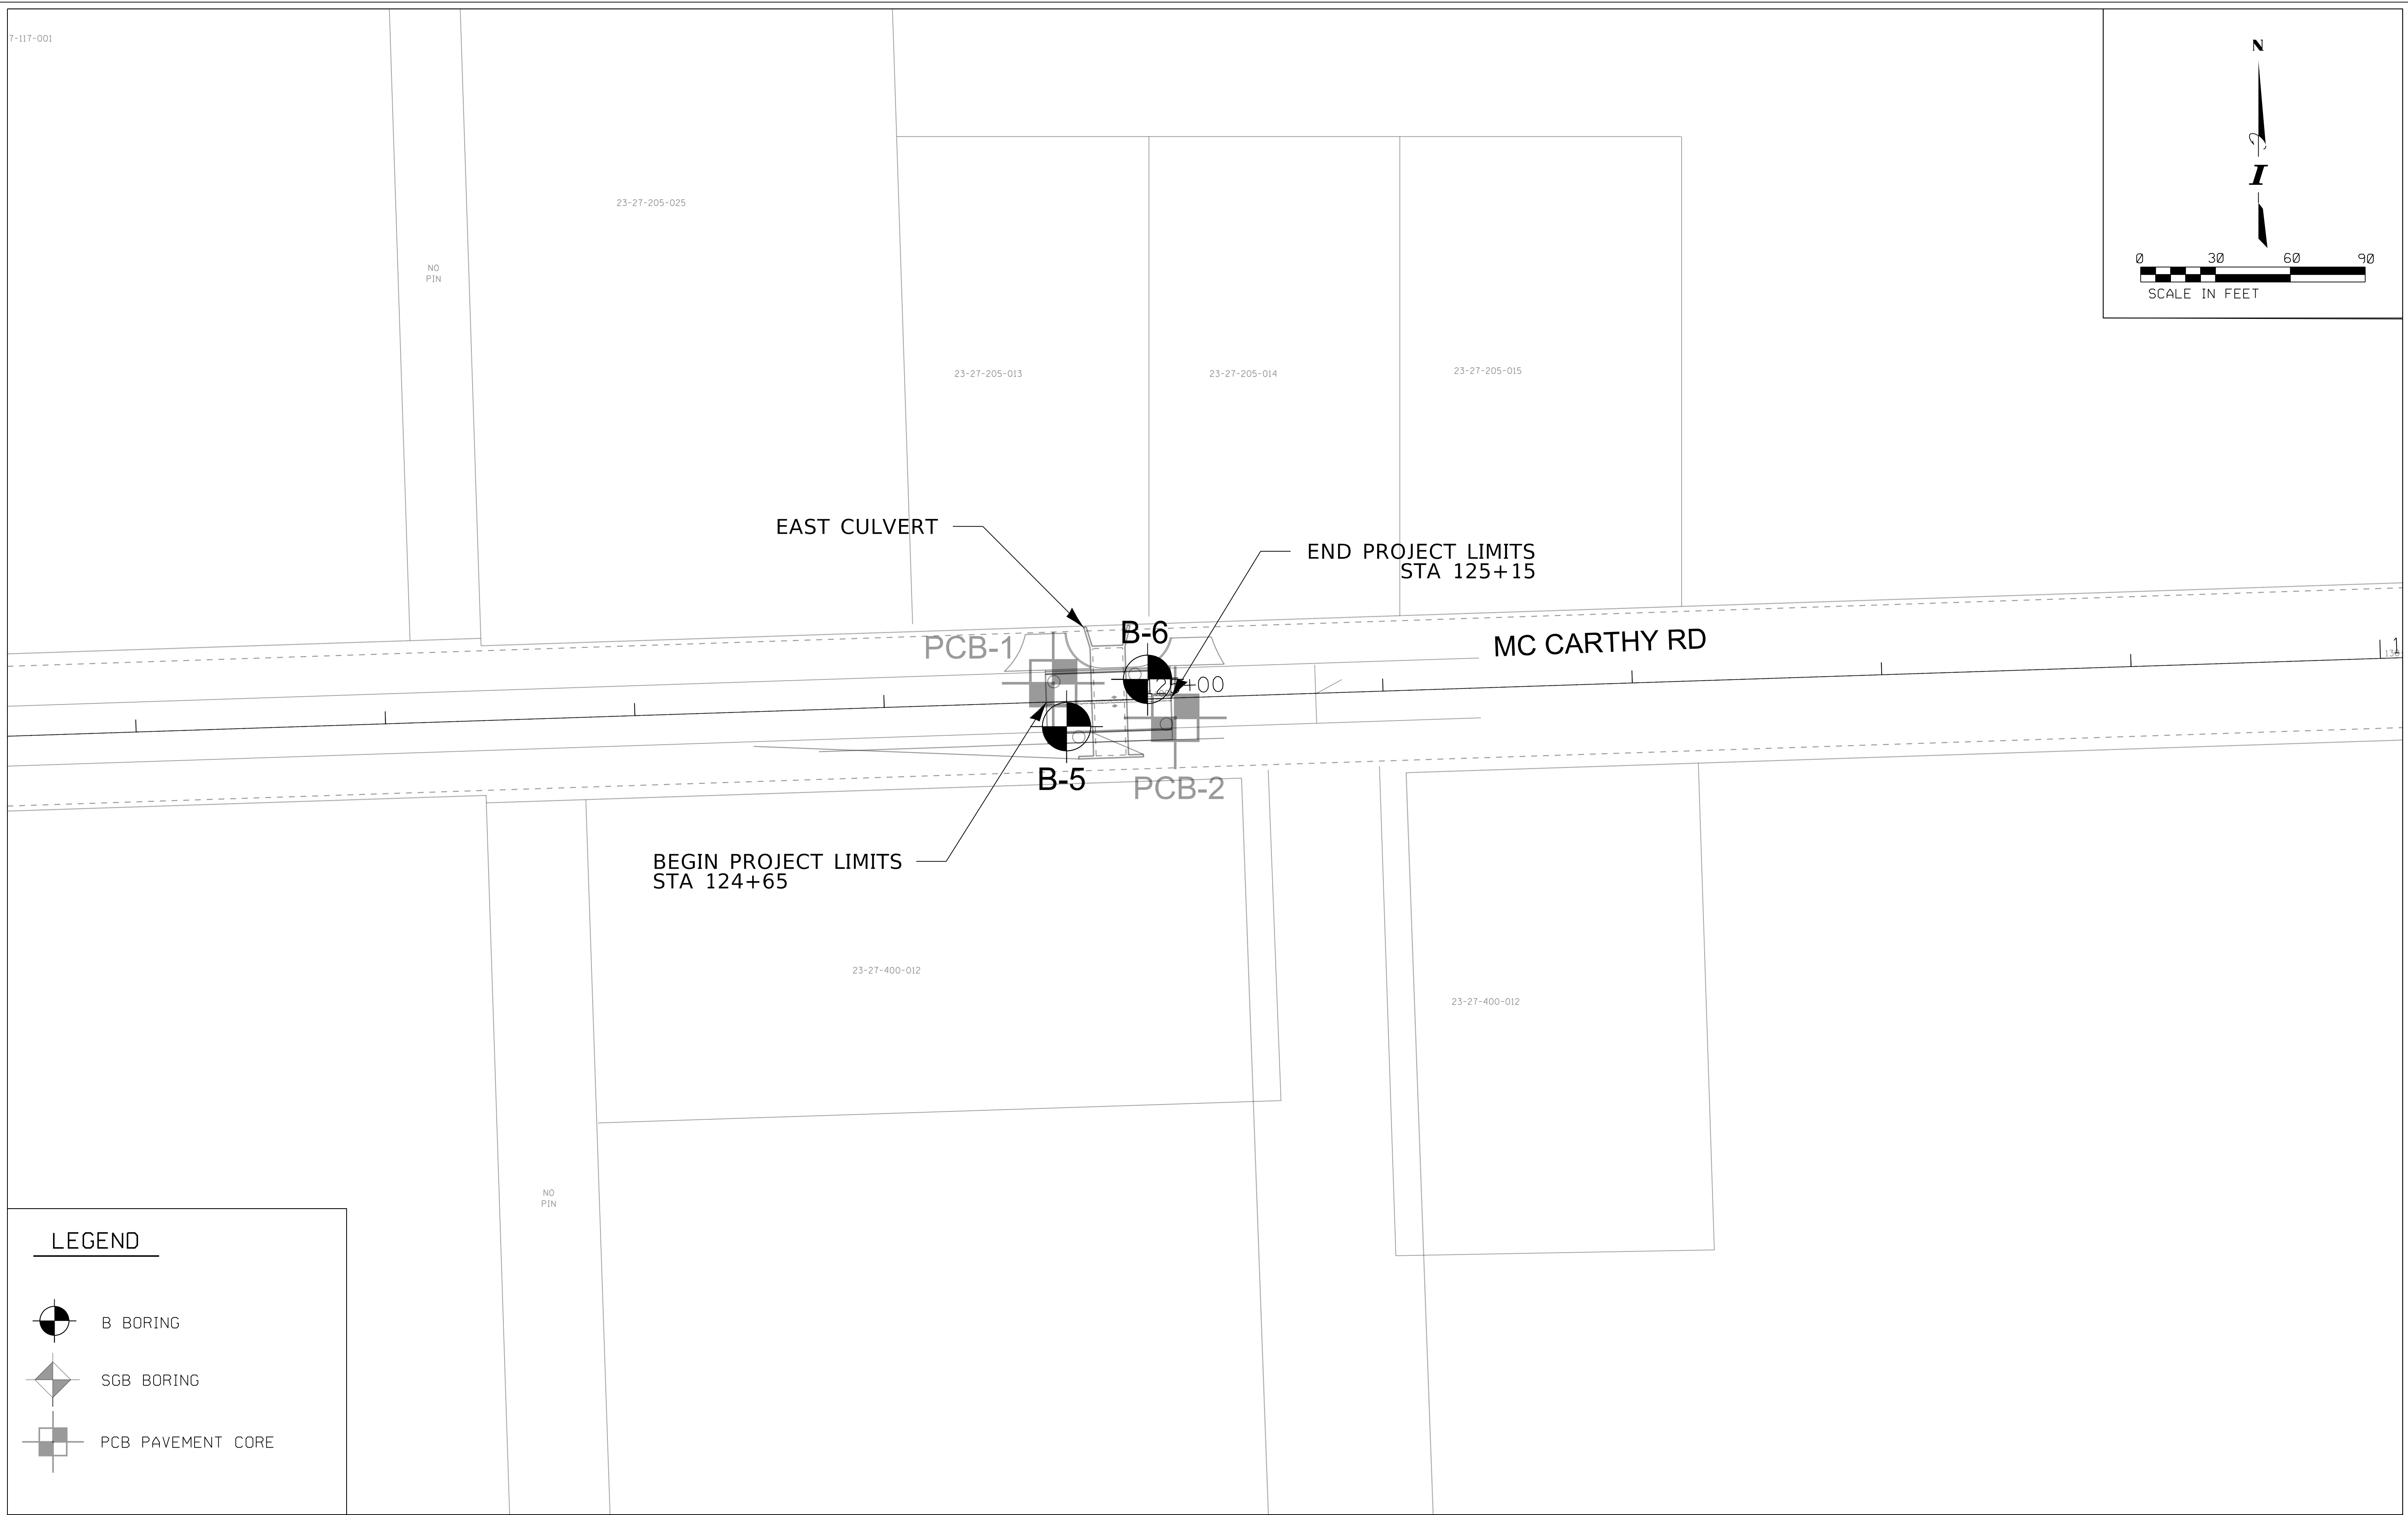 7-117-001
N
I
0 30 60 90
SCALE IN FEET
23-27-205-025
NO
PIN
23-27-205-013
23-27-205-014
23-27-205-015
EAST CULVERT
END PROJECT LIMITS
STA 125+15
B-6
PCB-1
MC CARTHY RD
+00
B-5
PCB-2
BEGIN PROJECT LIMITS
STA 124+65
23-27-400-012
23-27-400-012
NO
PIN
LEGEND
B BORING
SGB BORING
PCB PAVEMENT CORE